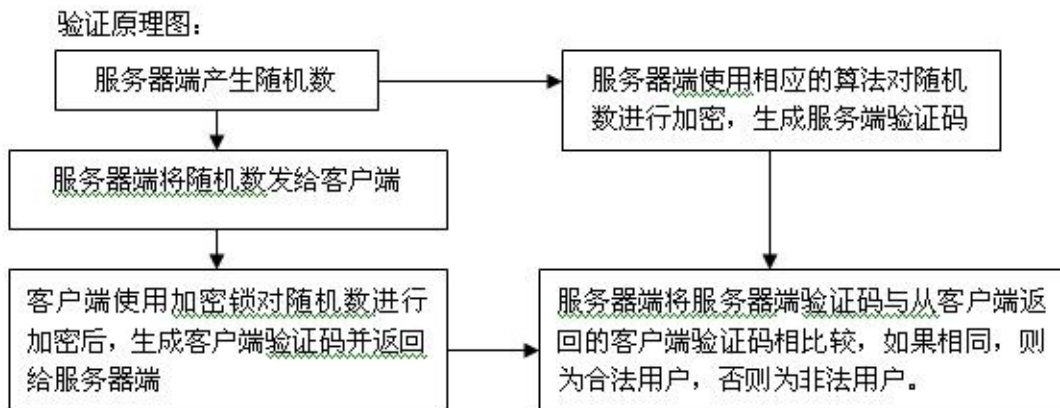 验证原理图：
服务器端产生随机数
服务器端使用相应的算法对随机
数进行加密，生成服务端验证码
服务器端将随机数发给客户端
客户端使用加密锁对随机数进行
加密后，生成客户端验证码并返回
给服务器端
服务器端将服务器端验证码与从客户端返
回的客户端验证码相比较，如果相同，则
为合法用户，否则为非法用户。